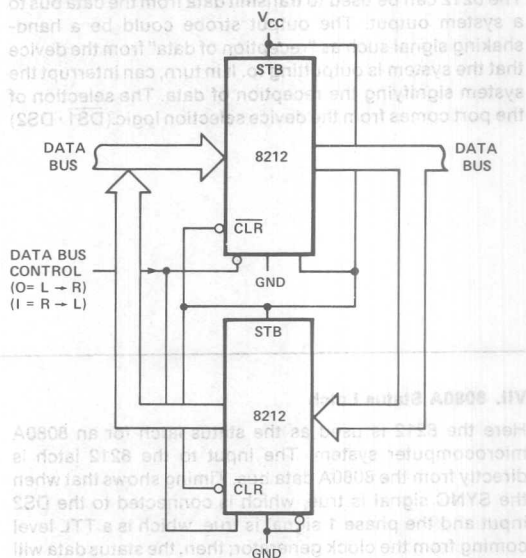 The 8212 can be used to transmit data from the data bus to
a system output. The output strobe could be a hand-
shaking signal such as "reception of data" from the device
that the system is outputting to. It in turn, can interrupt the
system signifying the reception of data. The selection of
the port comes from the device selection logic. (DS1 · DS2)
VCC
STB
DATA
BUS
8212
DATA
BUS
CLR
DATA BUS
CONTROL
(O= L → R)
(I = R → L)
GND
STB
VII. 8080A Status Latch
8212
Here the 8212 is used as the status latch for an 8080A
microcomputer system. The input to the 8212 latch is
directly from the 8080A data bus. Timing shows that when
the SYNC signal is true, which is connected to the DS2
CLR
input and the phase 1 signal is true, which is a TTL level
coming from the clock generator; then, the status data will
GND